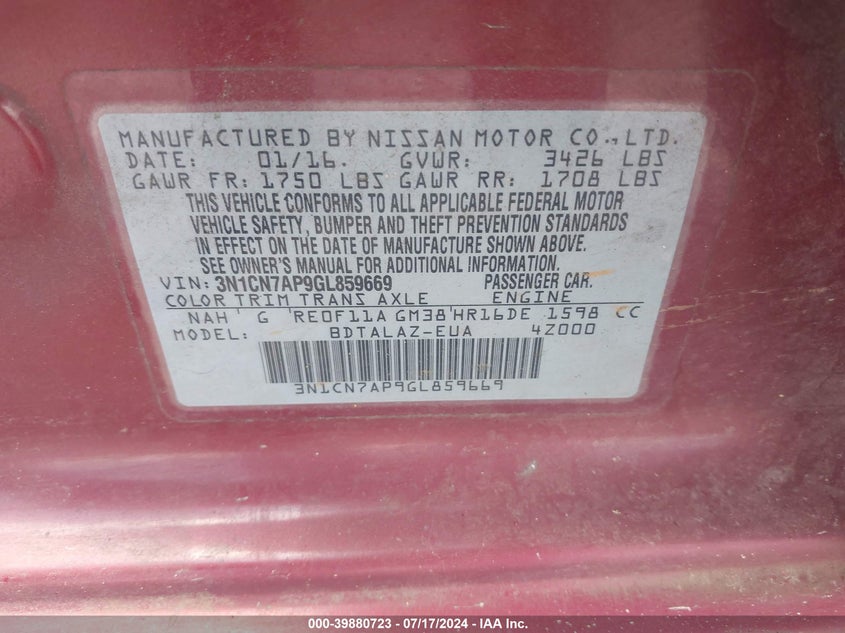 MANUFACTURED BY NISSAN MOTOR CO., LTD.
DATE: 01/16. GVWR: 3426 LBS
GAWR FR: 1750 LBS GAWR RR: 1708 LBS
THIS VEHICLE CONFORMS TO ALL APPLICABLE FEDERAL MOTOR
VEHICLE SAFETY, BUMPER AND THEFT PREVENTION STANDARDS
IN EFFECT ON THE DATE OF MANUFACTURE SHOWN ABOVE.
SEE OWNER'S MANUAL FOR ADDITIONAL INFORMATION.
VIN: 3N1CN7AP9GL859669 PASSENGER CAR.
COLOR TRIM TRANS AXLE ENGINE
NAH G RE0F11A GM38 HR16DE 1598 CC
MODEL: BDTALAZ-EUA 4Z000
3N1CN7AP9GL859669
000-39880723 - 07/17/2024 - IAA Inc.